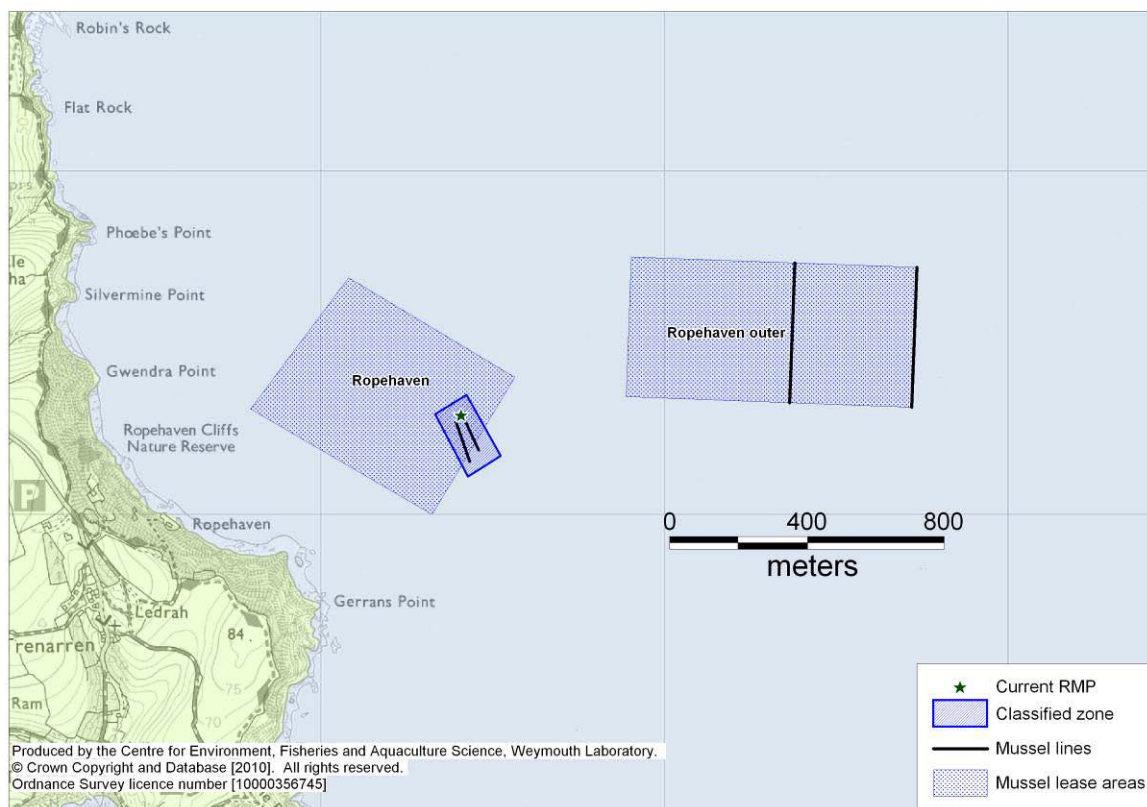 Robin's Rock
Flat Rock
Phœbe's Point
Silvermine Point
Gwendra Point
Ropehaven
Ropehaven outer
Ropehaven Cliffs
Nature Reserve
P
Ropehaven
0 400 800
meters
Gerrans Point
Ledrah
84
Trenarren
Ram
75
70
Current RMP
Classified zone
Mussel lines
Mussel lease areas
Produced by the Centre for Environment, Fisheries and Aquaculture Science, Weymouth Laboratory.
© Crown Copyright and Database [2010]. All rights reserved.
Ordnance Survey licence number [10000356745]